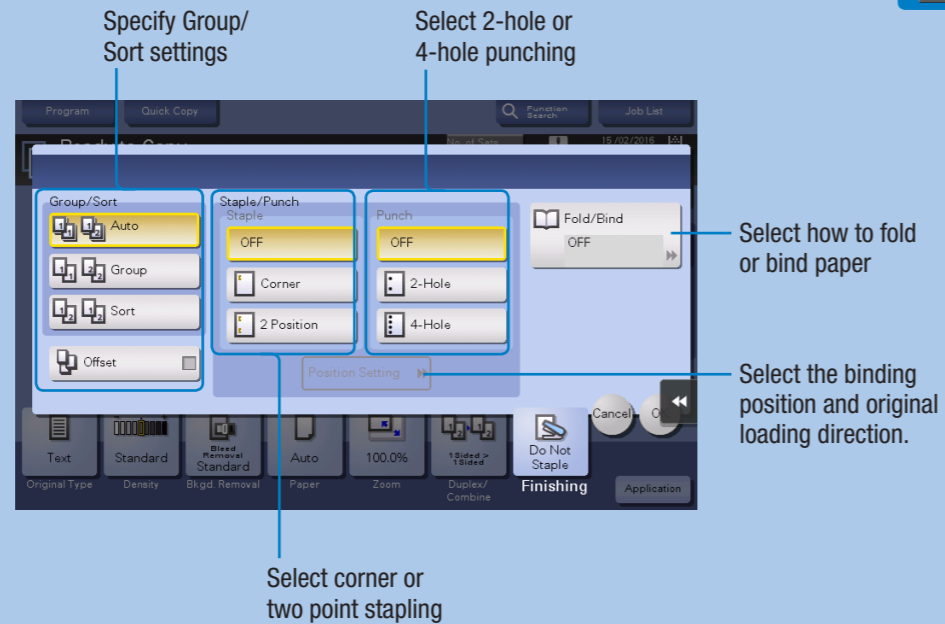 Specify Group/
Sort settings
Select 2-hole or
4-hole punching
Program
Quick Copy
Function
Search
Job List
No. of Sets
15/02/2016
Group/Sort
Auto
Group
Sort
Offset
Staple/Punch
Staple
OFF
Corner
2 Position
Punch
OFF
2-Hole
4-Hole
Position Setting
Fold/Bind
OFF
Select how to fold
or bind paper
Select the binding
position and original
loading direction.
Cancel
Text
Standard
Bleed
Removal
Standard
Auto
100.0%
1Sided >
1Sided
Do Not
Staple
Original Type
Density
Bkgd. Removal
Paper
Zoom
Duplex/
Combine
Finishing
Application
Select corner or
two point stapling